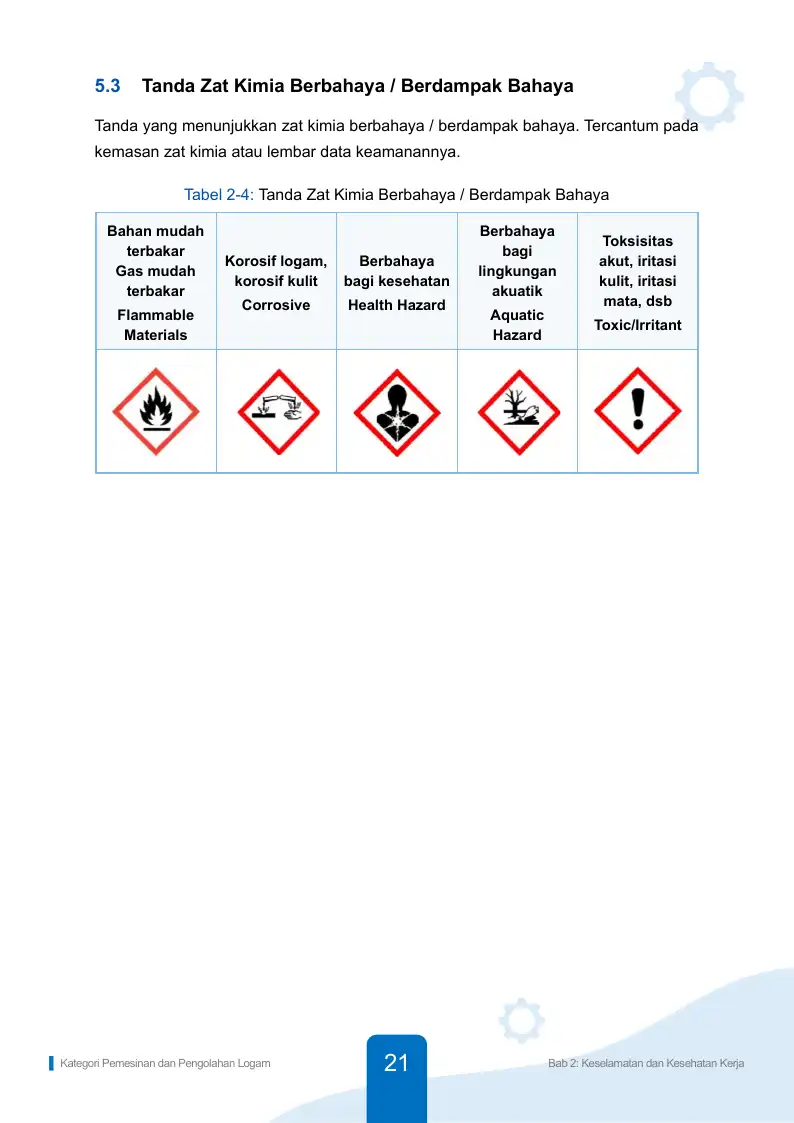 5.3 Tanda Zat Kimia Berbahaya / Berdampak Bahaya
Tanda yang menunjukkan zat kimia berbahaya / berdampak bahaya. Tercantum pada
kemasan zat kimia atau lembar data keamanannya.
Tabel 2-4: Tanda Zat Kimia Berbahaya / Berdampak Bahaya
Bahan mudah
terbakar
Gas mudah
terbakar
Flammable
Materials
Korosif logam,
korosif kulit
Corrosive
Berbahaya
bagi kesehatan
Health Hazard
Berbahaya
bagi
lingkungan
akuatik
Aquatic
Hazard
Toksisitas
akut, iritasi
kulit, iritasi
mata, dsb
Toxic/Irritant
Kategori Pemesinan dan Pengolahan Logam
21
Bab 2: Keselamatan dan Kesehatan Kerja